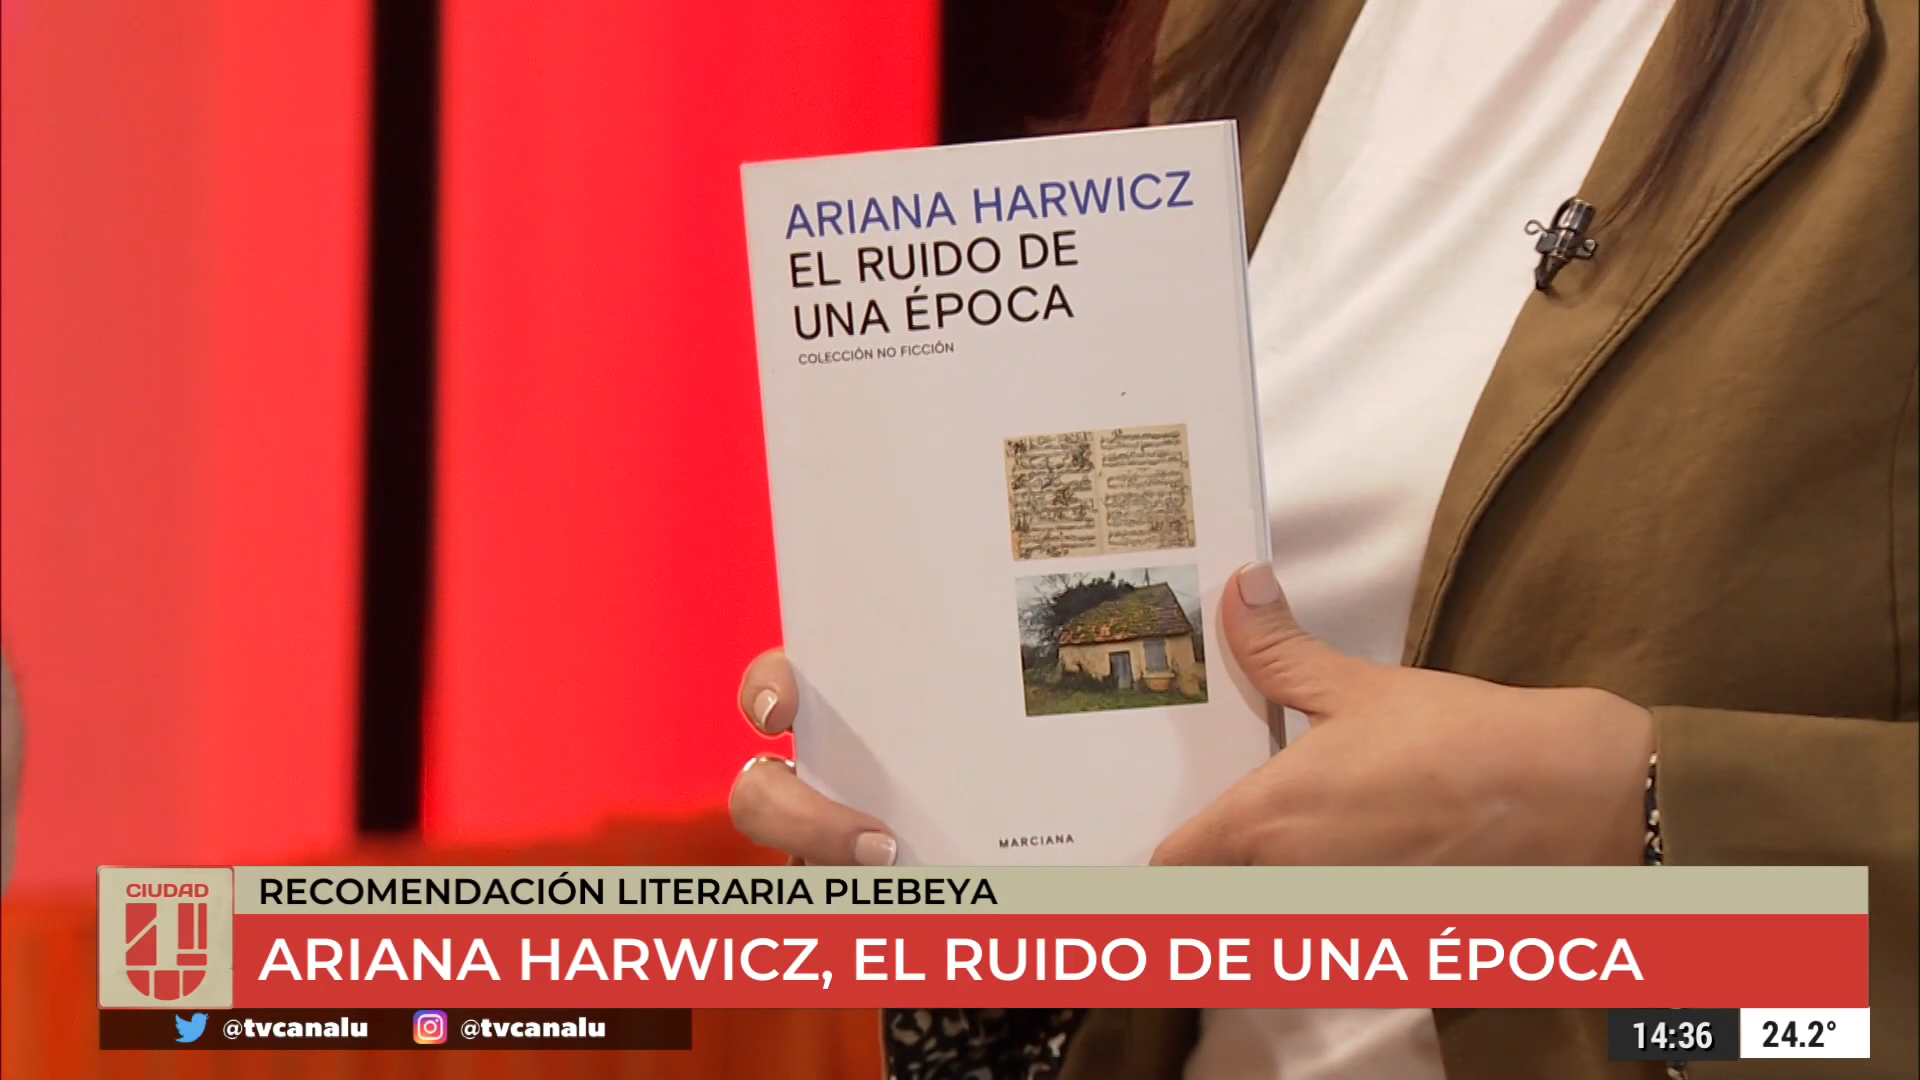 ARIANA HARWICZ
EL RUIDO DE
UNA ÉPOCA
COLECCIÓN NO FICCIÓN
MARCIANA
CIUDAD
U
RECOMENDACIÓN LITERARIA PLEBEYA
ARIANA HARWICZ, EL RUIDO DE UNA ÉPOCA
@tvcanalu @tvcanalu
14:36 24.2°